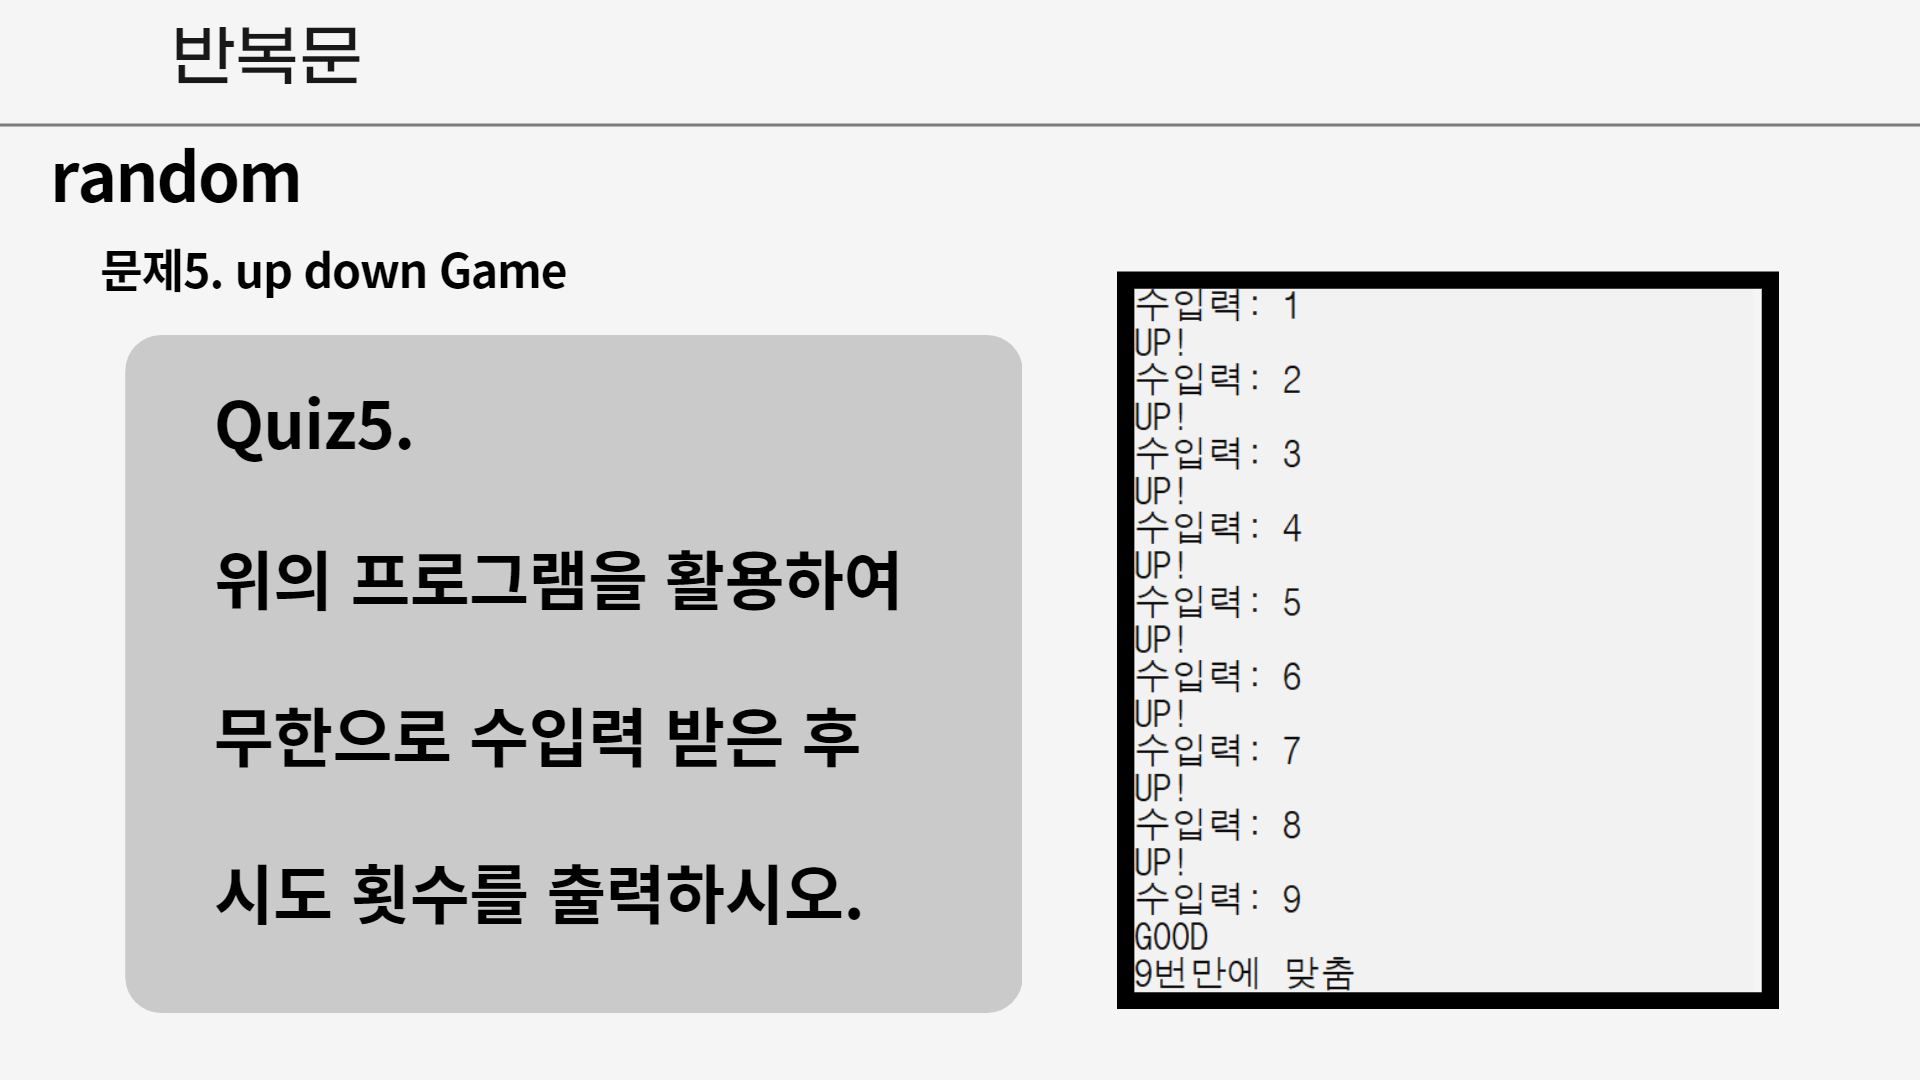 반복문
random
문제5. up down Game
Quiz5.
위의 프로그램을 활용하여
무한으로 수입력 받은 후
시도 횟수를 출력하시오.
수입력: 1
UP!
수입력: 2
UP!
수입력: 3
UP!
수입력: 4
UP!
수입력: 5
UP!
수입력: 6
UP!
수입력: 7
UP!
수입력: 8
UP!
수입력: 9
GOOD
9번만에 맞춤